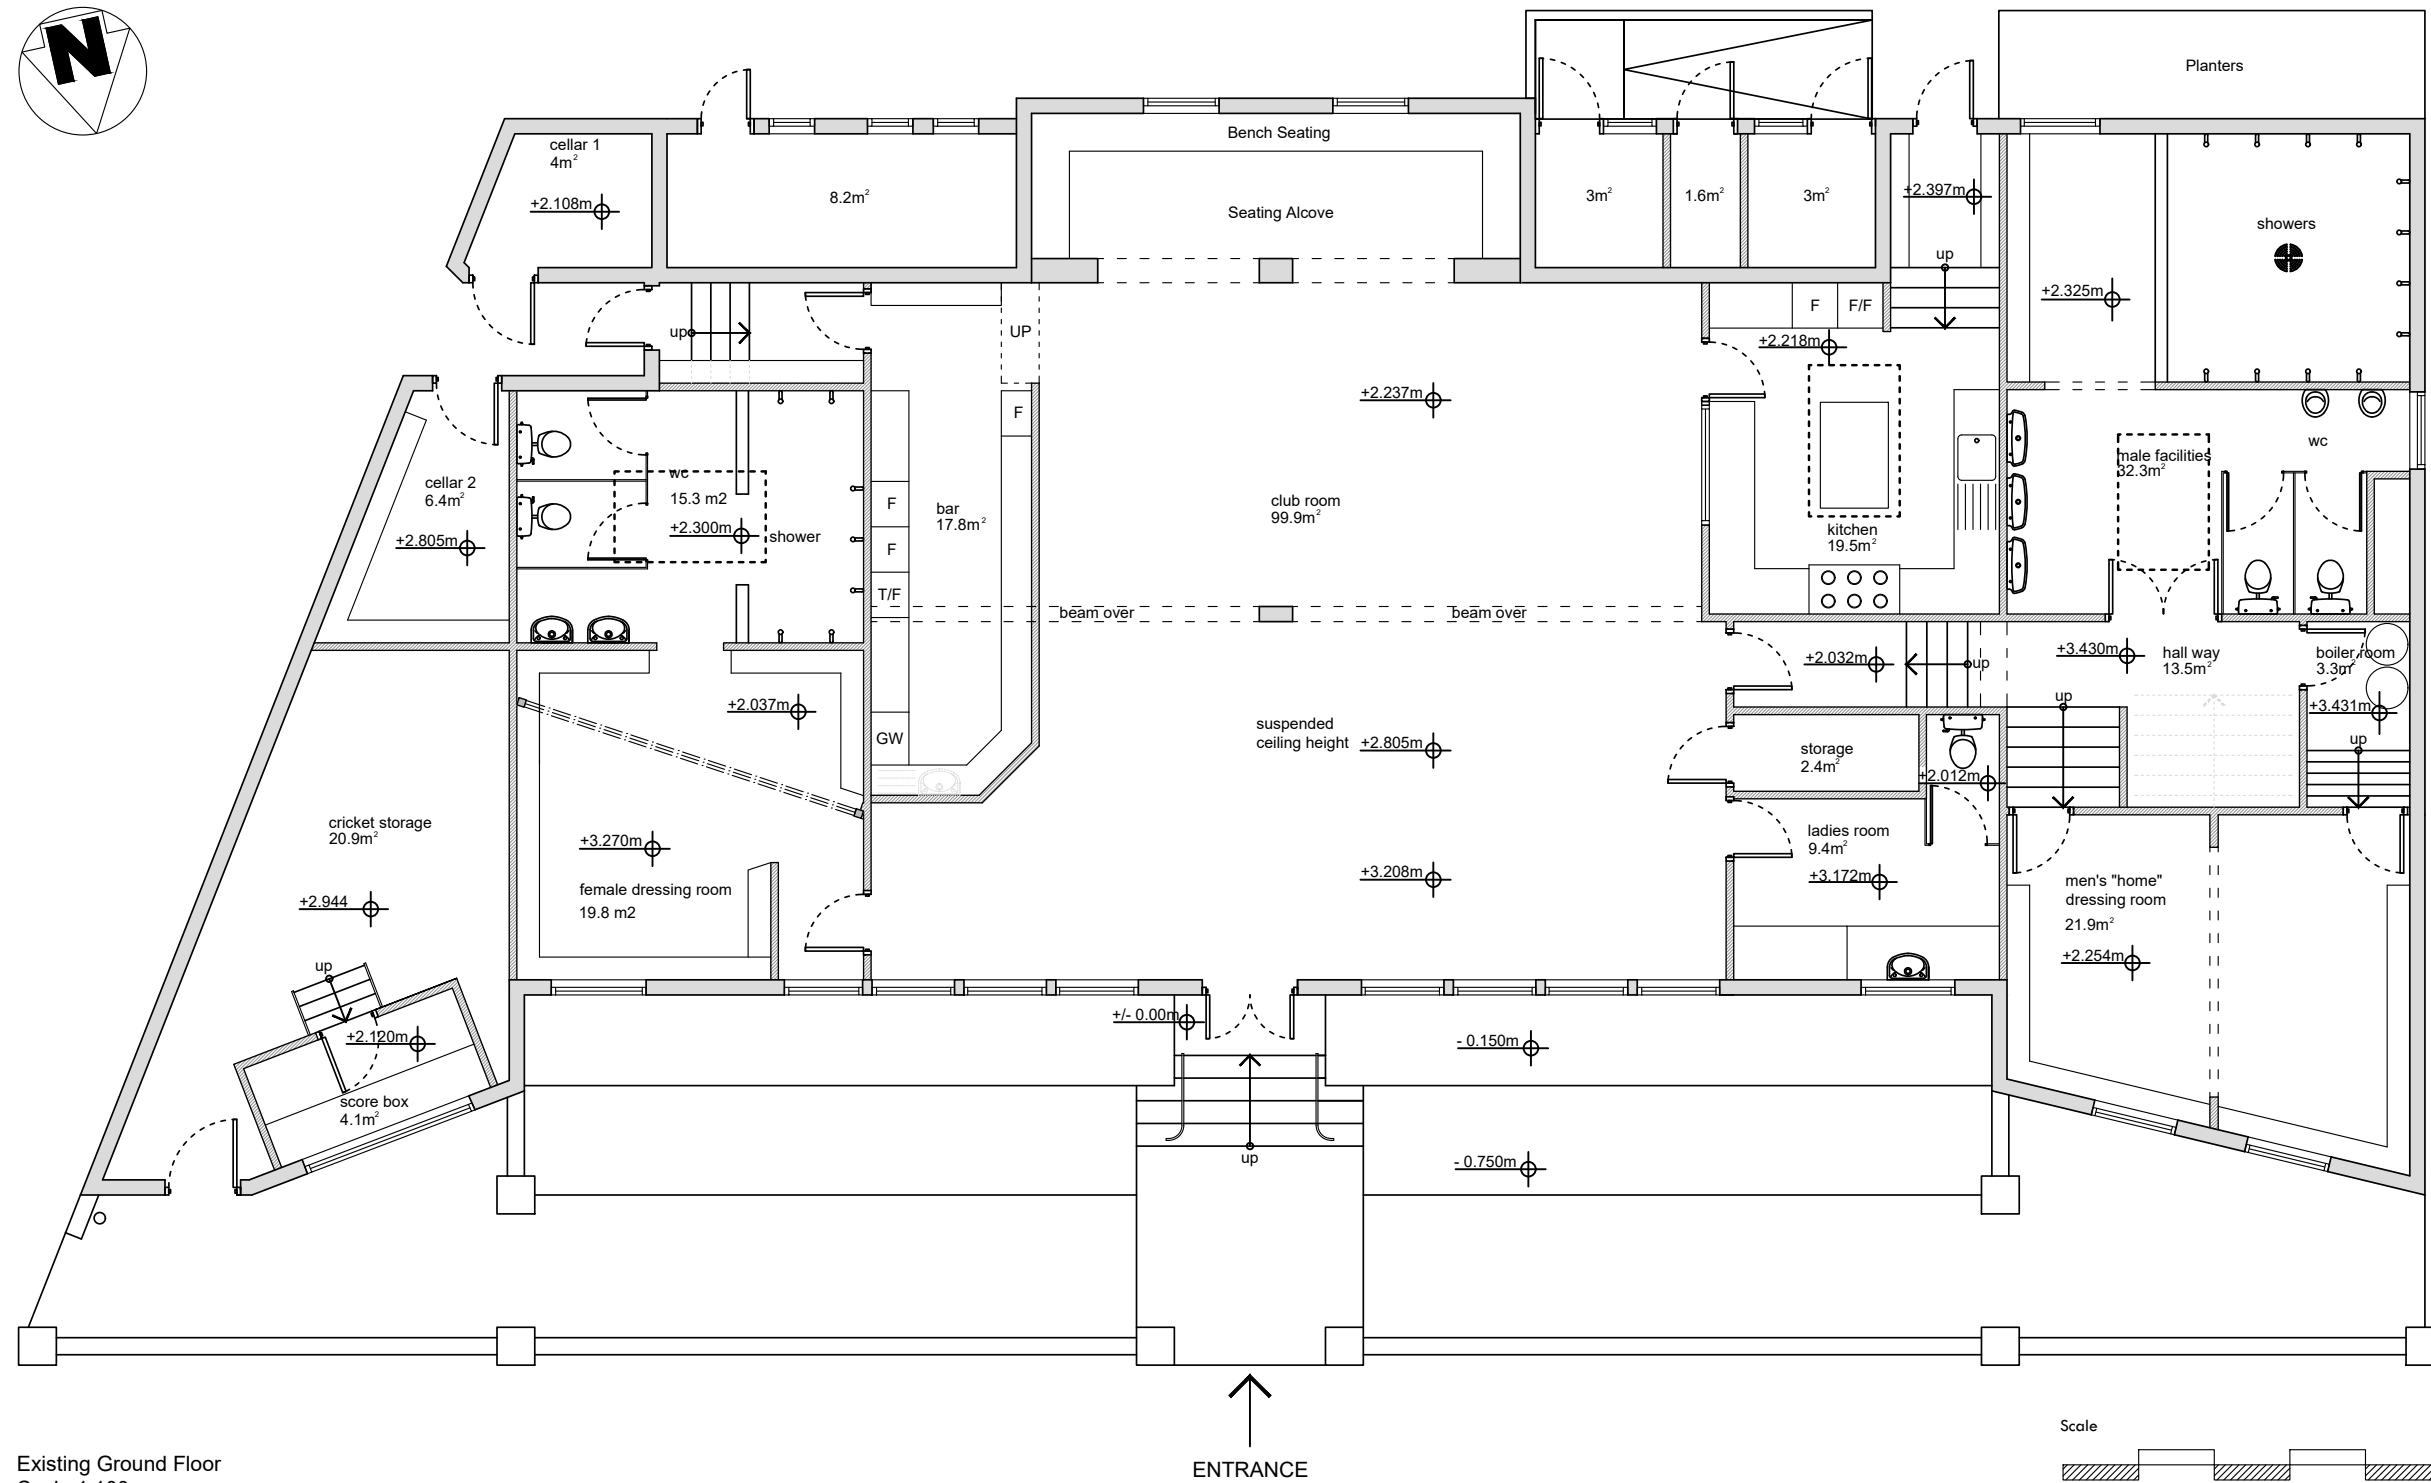 N
Planters
cellar 1
4m²
+2.108m
8.2m²
Bench Seating
Seating Alcove
3m²
1.6m²
3m²
+2.397m
up
showers
+2.325m
up
UP
F
F/F
+2.218m
+2.237m
F
wc
male facilities
32.3m²
cellar 2
6.4m²
+2.805m
wc
15.3 m2
+2.300m
shower
F
F
T/F
GW
bar
17.8m²
club room
99.9m²
kitchen
19.5m²
beam over
beam over
+2.032m
up
+3.430m
hall way
13.5m²
boiler room
3.3m²
+3.431m
up
up
+2.037m
suspended
ceiling height
+2.805m
storage
2.4m²
+2.012m
cricket storage
20.9m²
+3.270m
female dressing room
19.8 m2
+3.208m
ladies room
9.4m²
+3.172m
men's "home"
dressing room
21.9m²
+2.254m
+2.944
up
+2.120m
score box
4.1m²
+/- 0.00m
- 0.150m
up
- 0.750m
Scale
Existing Ground Floor
ENTRANCE